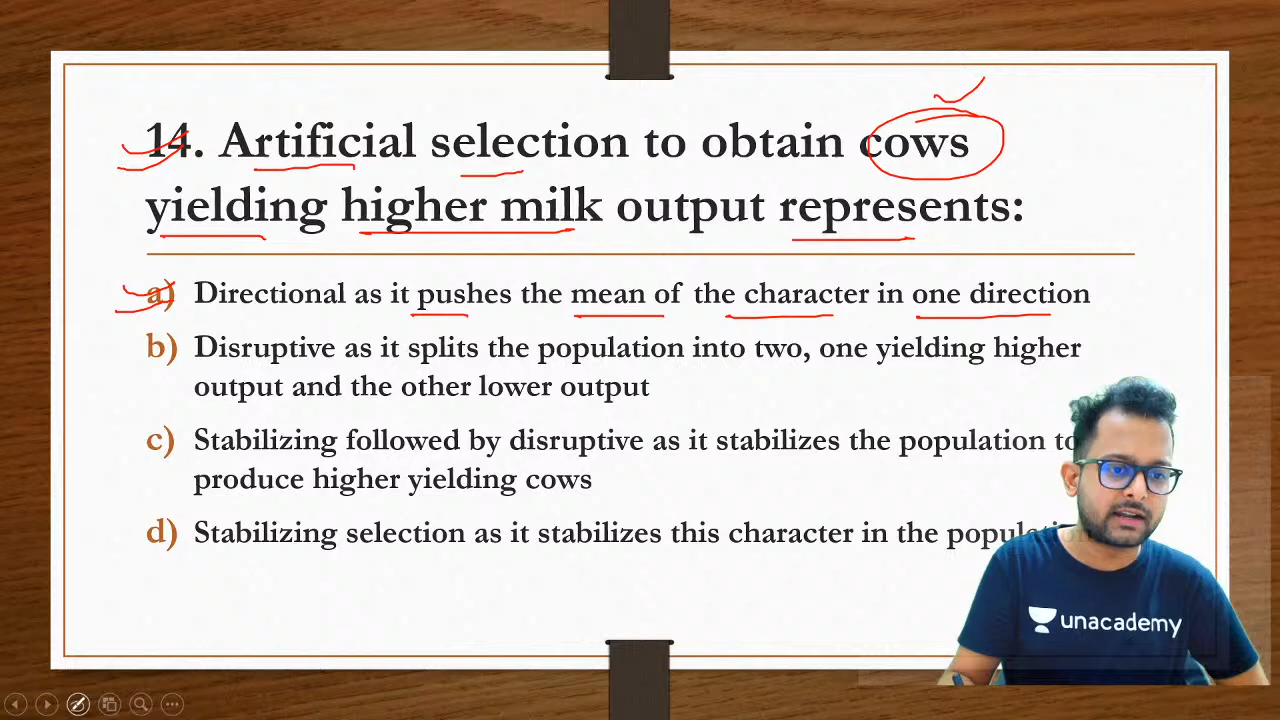 14. Artificial selection to obtain cows
yielding higher milk output represents:
a) Directional as it pushes the mean of the character in one direction
b) Disruptive as it splits the population into two, one yielding higher
output and the other lower output
c) Stabilizing followed by disruptive as it stabilizes the population to
produce higher yielding cows
d) Stabilizing selection as it stabilizes this character in the population
unacademy